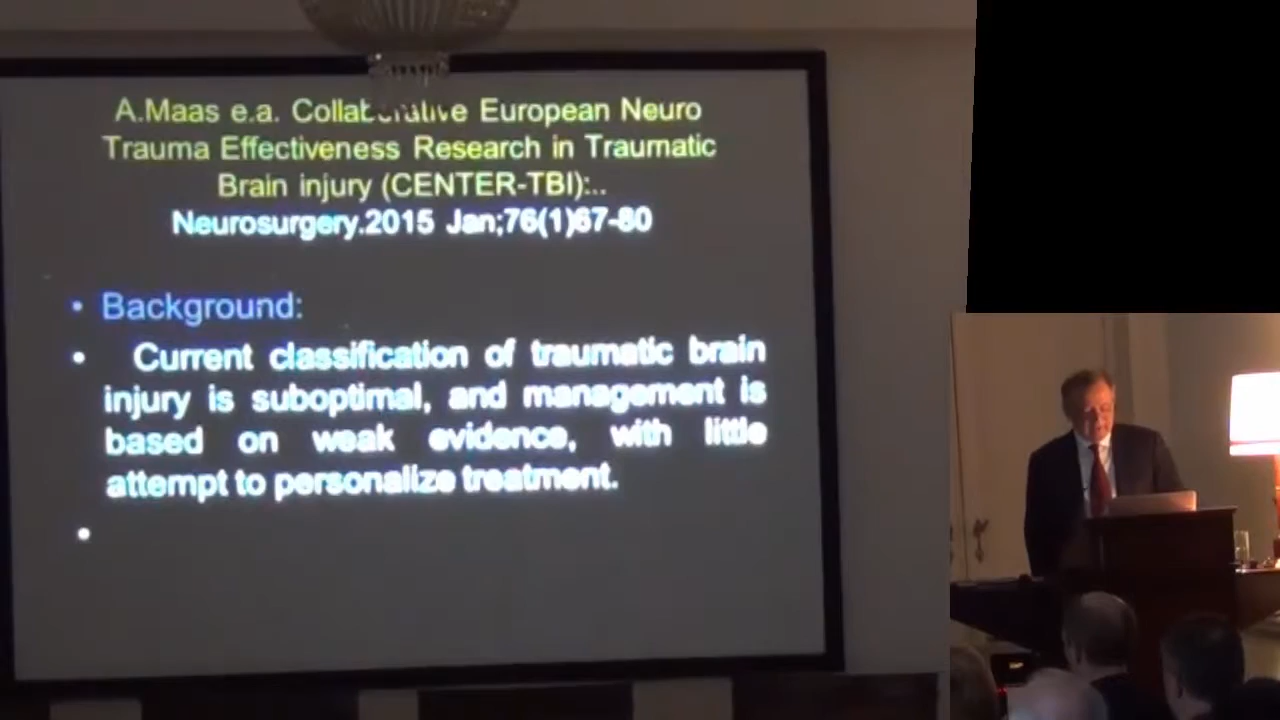 A.Maas e.a. Collaborative European Neuro
Trauma Effectiveness Research in Traumatic
Brain injury (CENTER-TBI):..
Neurosurgery.2015 Jan;76(1)67-80
• Background:
• Current classification of traumatic brain
injury is suboptimal, and management is
based on weak evidence, with little
attempt to personalize treatment.
•